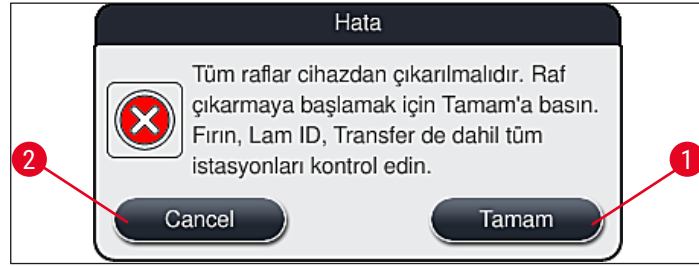 Hata
Tüm raflar cihazdan çıkarılmalıdır. Raf
çıkarmaya başlamak için Tamam'a basın.
Fırın, Lam ID, Transfer de dahil tüm
istasyonları kontrol edin.
2
1
Cancel
Tamam